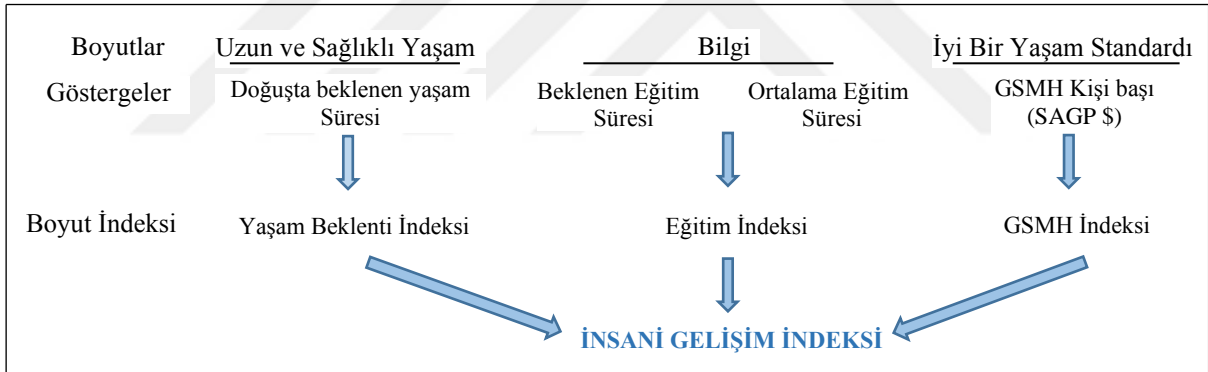 Boyutlar Uzun ve Sağlıklı Yaşam Bilgi İyi Bir Yaşam Standardı
Göstergeler Doğuşta beklenen yaşam Süresi Beklenen Eğitim Süresi Ortalama Eğitim Süresi GSMH Kişi başı (SAGP $)
Boyut İndeksi Yaşam Beklenti İndeksi Eğitim İndeksi GSMH İndeksi
İNSANİ GELİŞİM İNDEKSİ